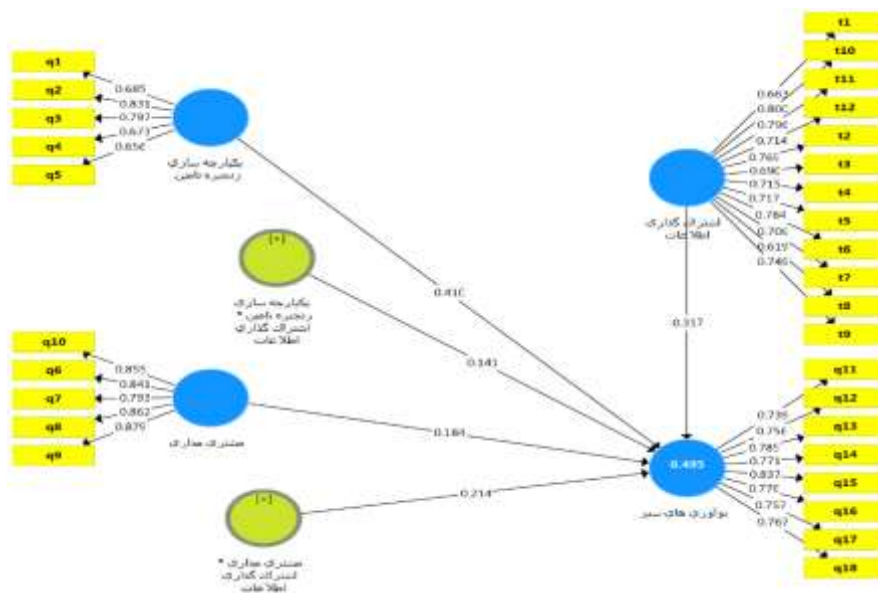 q1
q2
q3
q4
q5
0.685
0.831
0.797
0.673
0.656
یکپارچه سازی
زنجیره تامین
[+]
یکپارچه سازی
زنجیره تامین *
اشتراک گذاری
اطلاعات
q10
q6
q7
q8
q9
0.855
0.841
0.793
0.862
0.879
مشتری مداری
[+]
مشتری مداری *
اشتراک گذاری
اطلاعات
0.410
0.141
0.184
0.214
0.317
t1
t10
t11
t12
t2
t3
t4
t5
t6
t7
t8
t9
0.663
0.800
0.796
0.714
0.765
0.690
0.715
0.717
0.784
0.706
0.619
0.746
اشتراک گذاری
اطلاعات
0.495
نوآوری های سبز
q11
q12
q13
q14
q15
q16
q17
q18
0.756
0.785
0.771
0.837
0.776
0.757
0.767